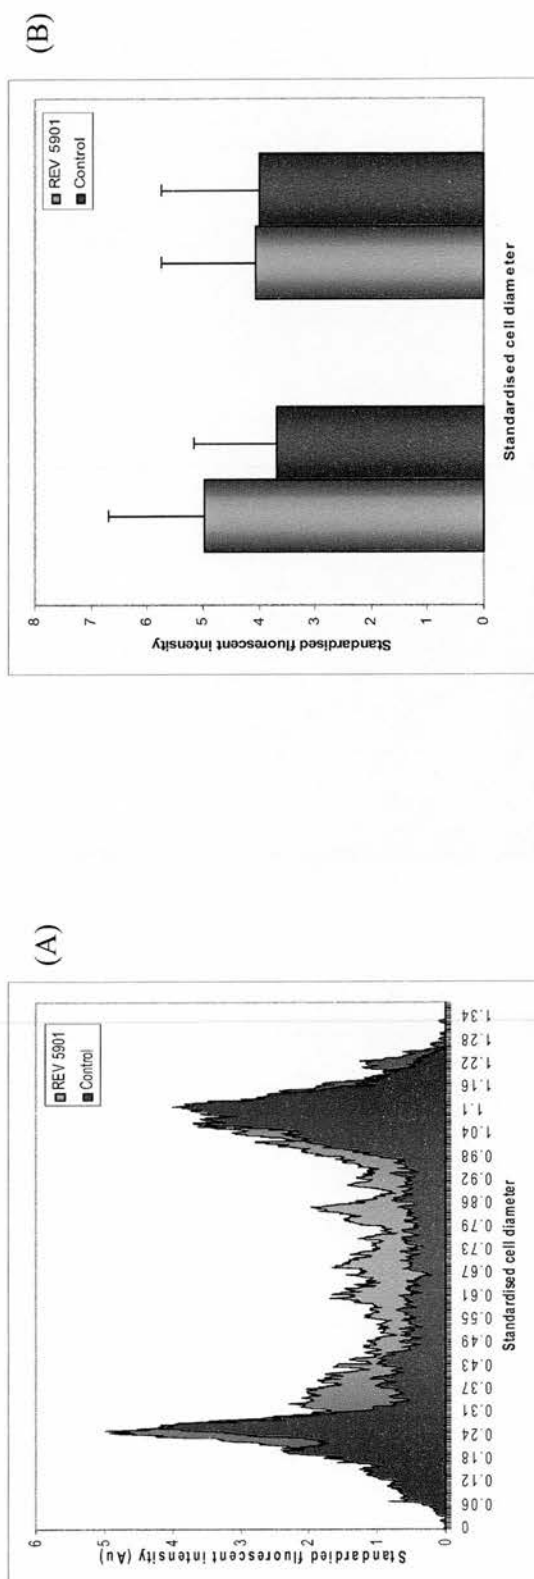 (A)
REV 5901
Control
Standardised fluorescent intensity (Au)
6
5
4
3
2
1
0
0 0.06 0.12 0.18 0.24 0.31 0.37 0.43 0.49 0.55 0.61 0.67 0.73 0.79 0.86 0.92 0.98 1.04 1.1 1.16 1.22 1.28 1.34
Standardised cell diameter
(B)
REV 5901
Control
Standardised fluorescent intensity
8
7
6
5
4
3
2
1
0
Standardised cell diameter